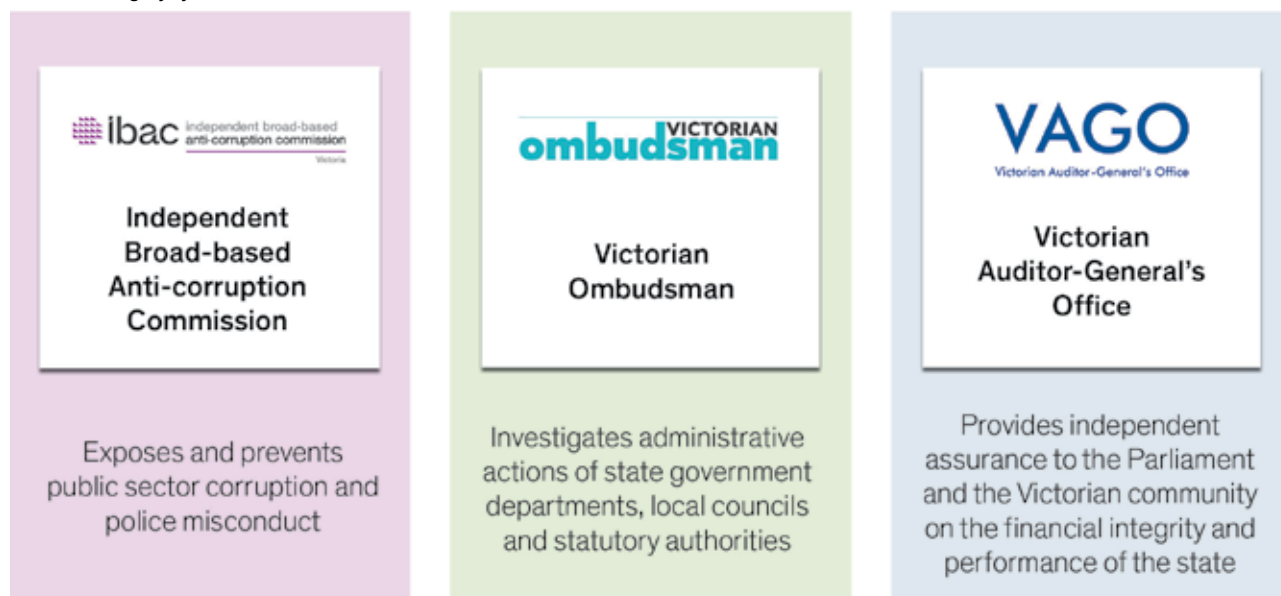 ibac independent broad-based
anti-corruption commission
Victoria
Independent
Broad-based
Anti-corruption
Commission
Exposes and prevents
public sector corruption and
police misconduct
VICTORIAN
ombudsman
Victorian
Ombudsman
Investigates administrative
actions of state government
departments, local councils
and statutory authorities
VAGO
Victorian Auditor-General's Office
Victorian
Auditor-General's
Office
Provides independent
assurance to the Parliament
and the Victorian community
on the financial integrity and
performance of the state